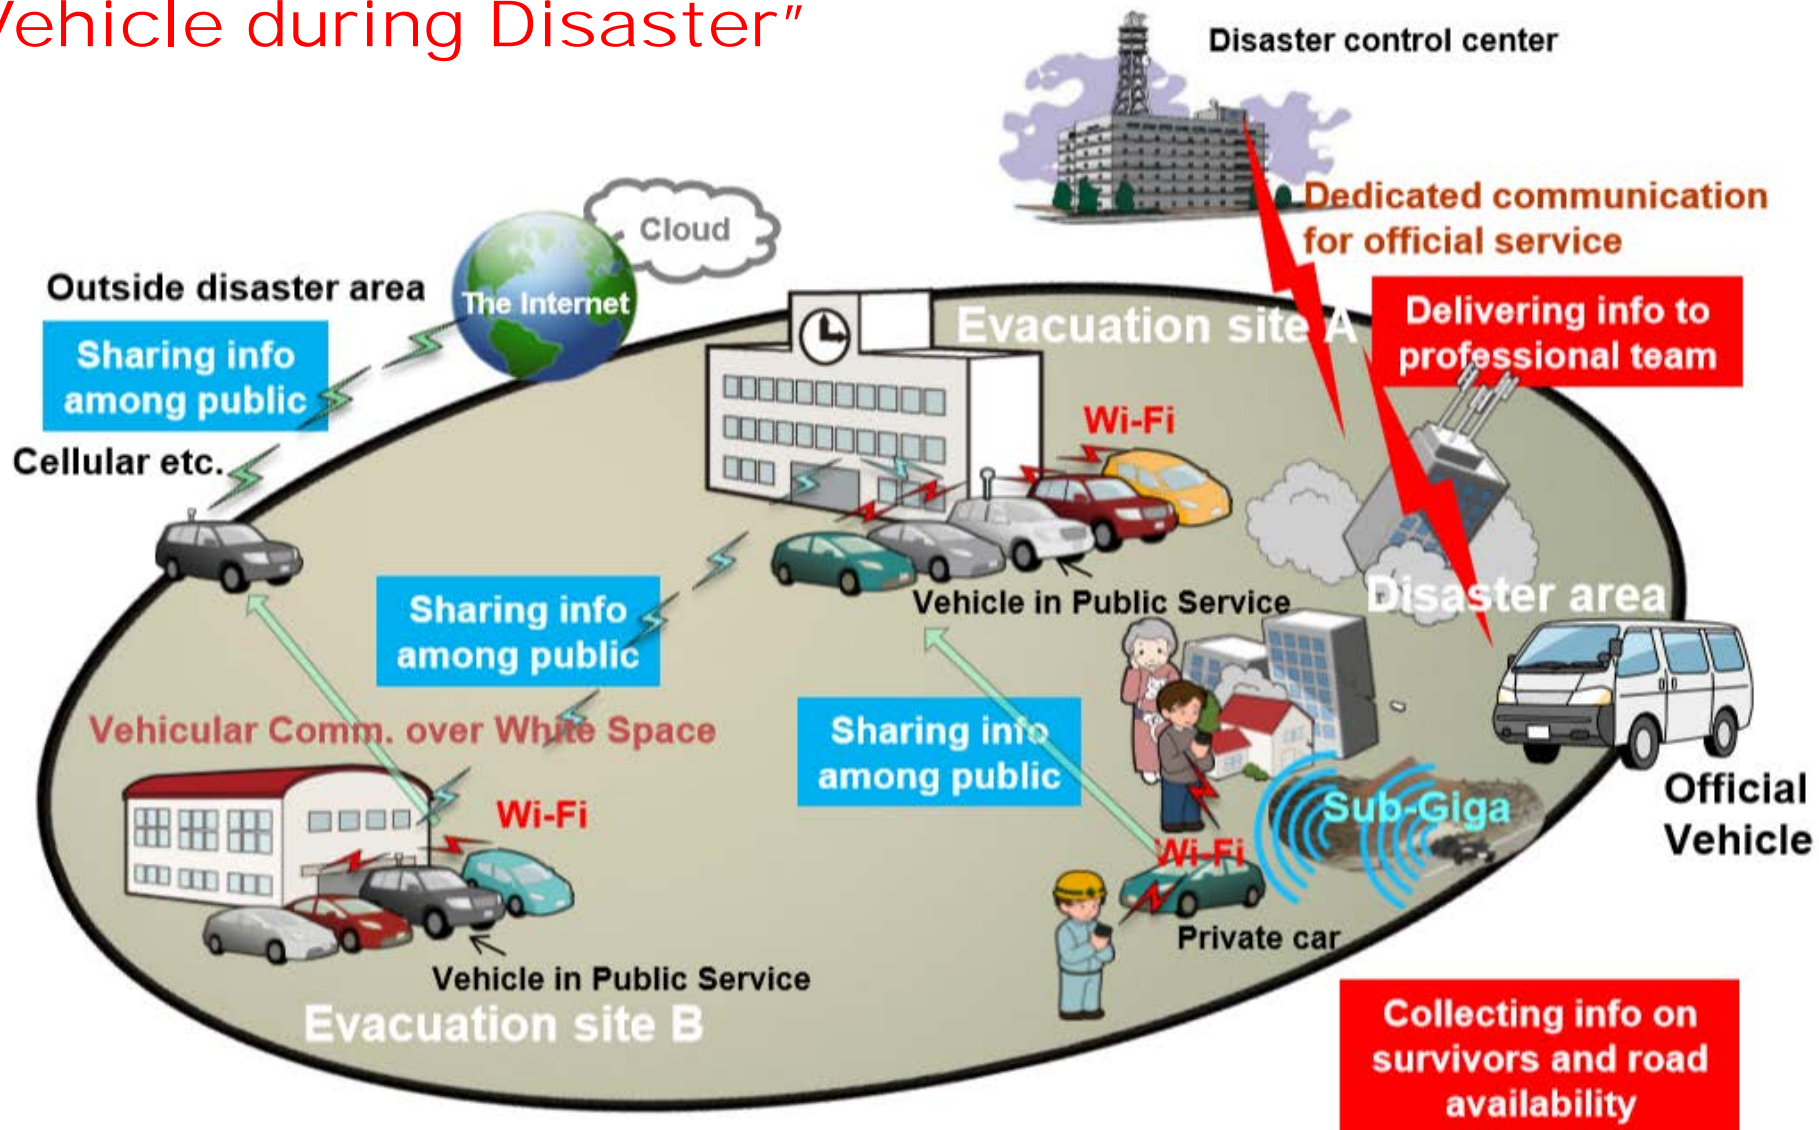 Vehicle during Disaster”
Disaster control center
Dedicated communication
for official service
Cloud
The Internet
Outside disaster area
Sharing info
among public
Cellular etc.
Evacuation site A
Delivering info to
professional team
Wi-Fi
Vehicle in Public Service
Disaster area
Sharing info
among public
Vehicular Comm. over White Space
Sharing info
among public
Wi-Fi
Sub-Giga
Official
Vehicle
Wi-Fi
Private car
Vehicle in Public Service
Evacuation site B
Collecting info on
survivors and road
availability